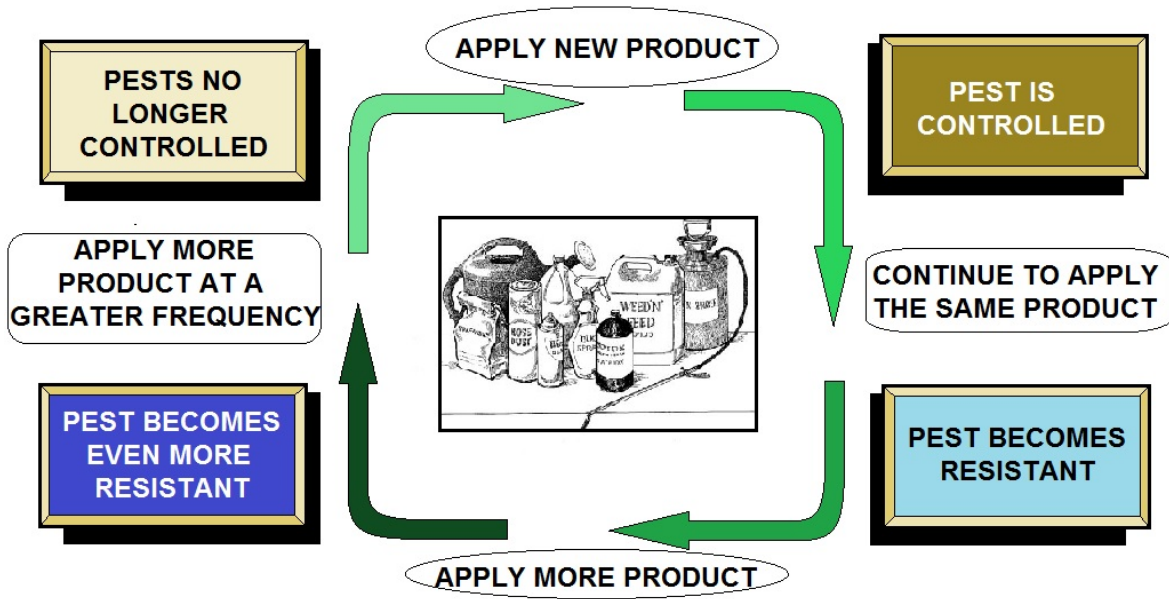 APPLY NEW PRODUCT
PESTS NO
LONGER
CONTROLLED
PEST IS
CONTROLLED
APPLY MORE
PRODUCT AT A
GREATER FREQUENCY
CONTINUE TO APPLY
THE SAME PRODUCT
WEED'N'
FEED
PEST BECOMES
EVEN MORE
RESISTANT
PEST BECOMES
RESISTANT
APPLY MORE PRODUCT